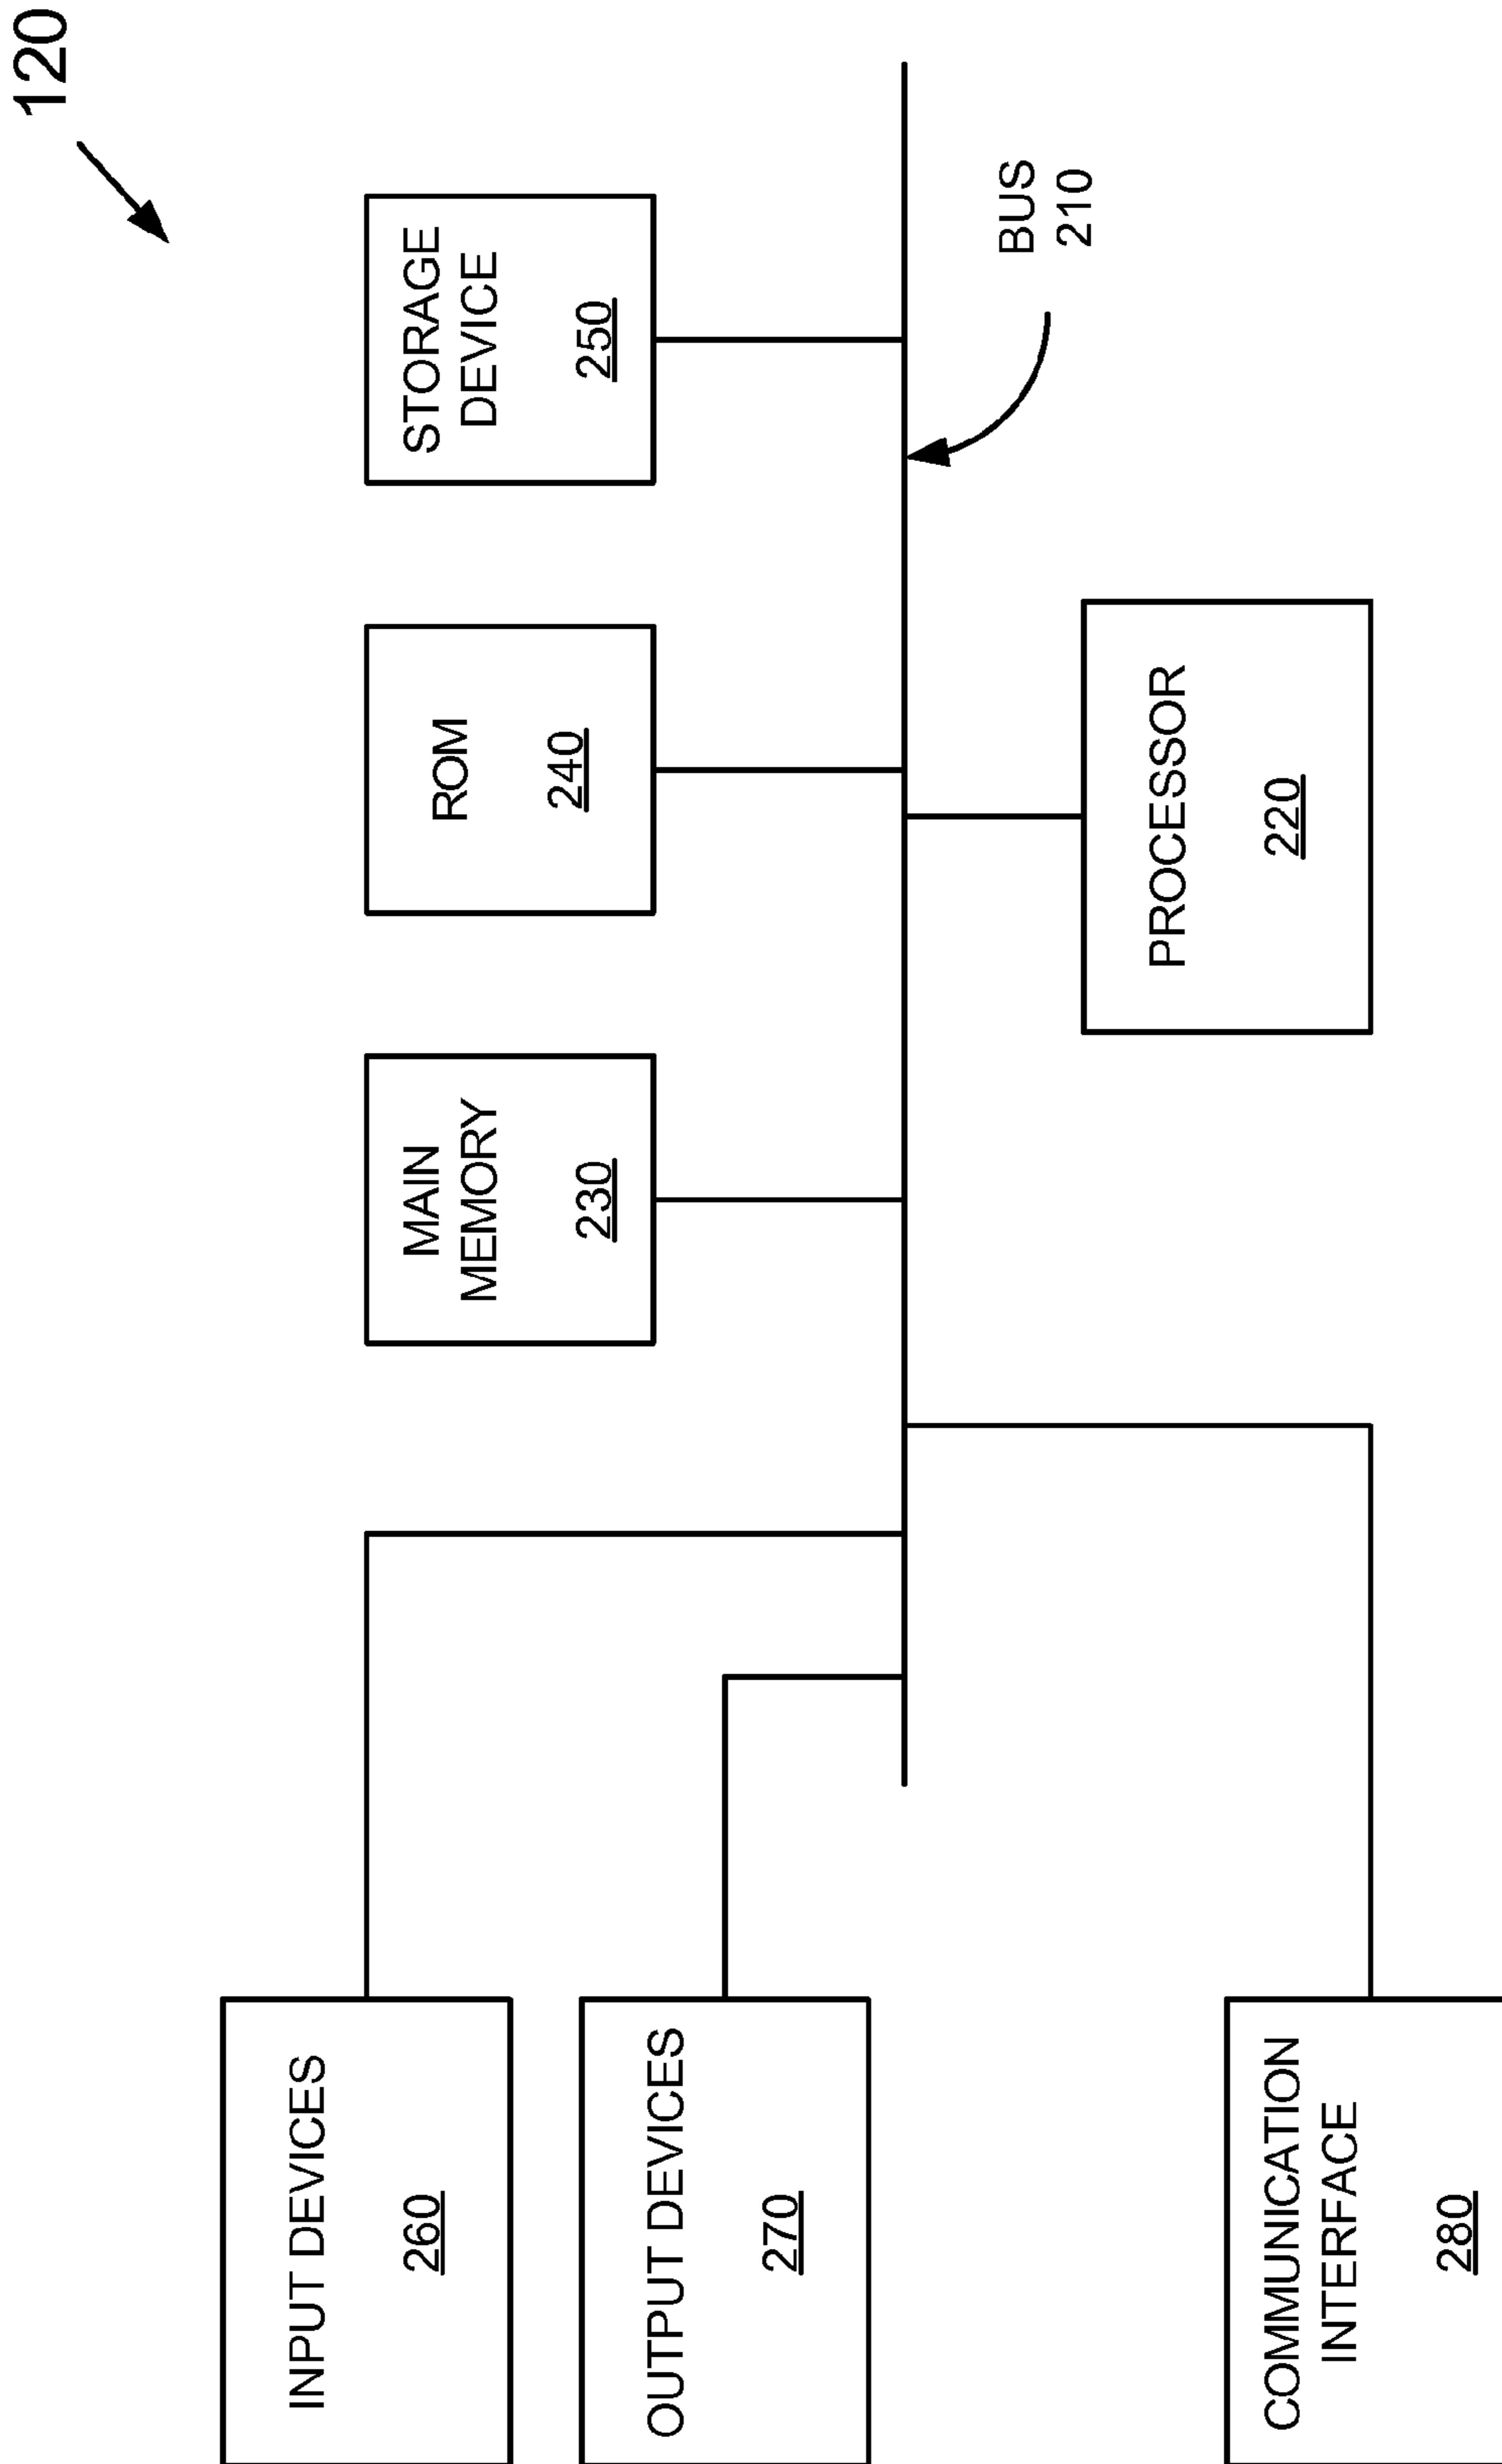 120
INPUT DEVICES
260
MAIN
MEMORY
230
ROM
240
STORAGE
DEVICE
250
OUTPUT DEVICES
270
BUS
210
COMMUNICATION
INTERFACE
280
PROCESSOR
220